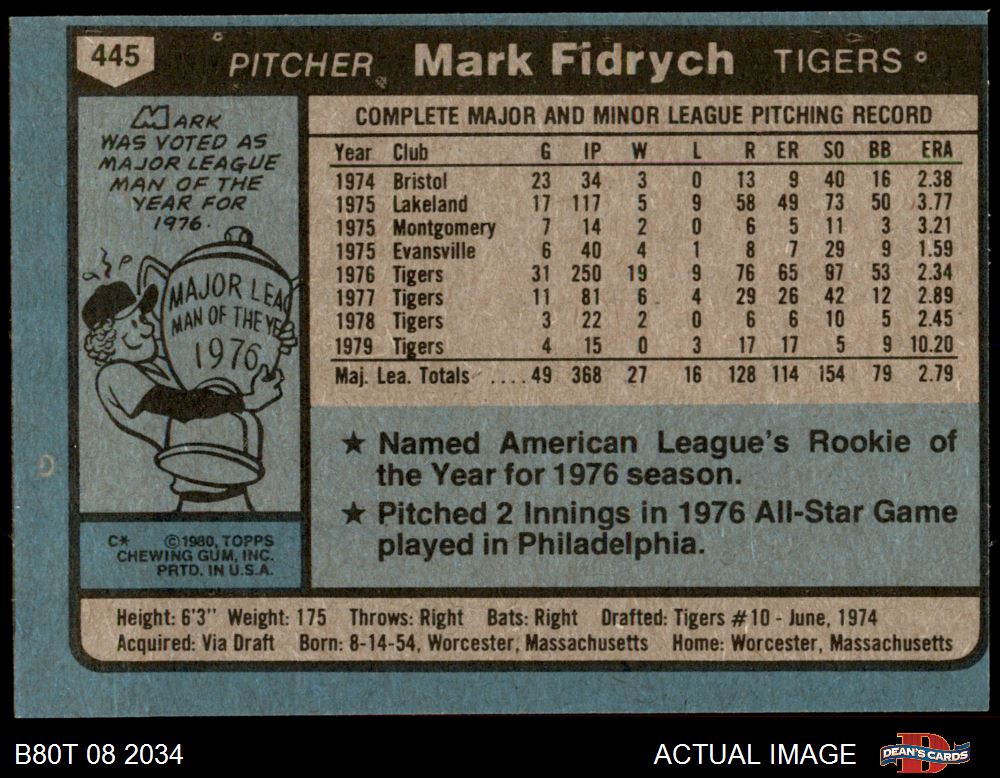 445 PITCHER Mark Fidrych TIGERS
MARK
WAS VOTED AS
MAJOR LEAGUE
MAN OF THE
YEAR FOR
1976.
MAJOR LEA
MAN OF THE YE
1976
C* ©1980, TOPPS
CHEWING GUM, INC.
PRTD. IN U.S.A.
COMPLETE MAJOR AND MINOR LEAGUE PITCHING RECORD
Year Club G IP W L R ER SO BB ERA
1974 Bristol 23 34 3 0 13 9 40 16 2.38
1975 Lakeland 17 117 5 9 58 49 73 50 3.77
1975 Montgomery 7 14 2 0 6 5 11 3 3.21
1975 Evansville 6 40 4 1 8 7 29 9 1.59
1976 Tigers 31 250 19 9 76 65 97 53 2.34
1977 Tigers 11 81 6 4 29 26 42 12 2.89
1978 Tigers 3 22 2 0 6 6 10 5 2.45
1979 Tigers 4 15 0 3 17 17 5 9 10.20
Maj. Lea. Totals ....49 368 27 16 128 114 154 79 2.79
★ Named American League's Rookie of
the Year for 1976 season.
★ Pitched 2 Innings in 1976 All-Star Game
played in Philadelphia.
Height: 6'3" Weight: 175 Throws: Right Bats: Right Drafted: Tigers #10 - June, 1974
Acquired: Via Draft Born: 8-14-54, Worcester, Massachusetts Home: Worcester, Massachusetts
B80T 08 2034 ACTUAL IMAGE DEAN'S CARDS